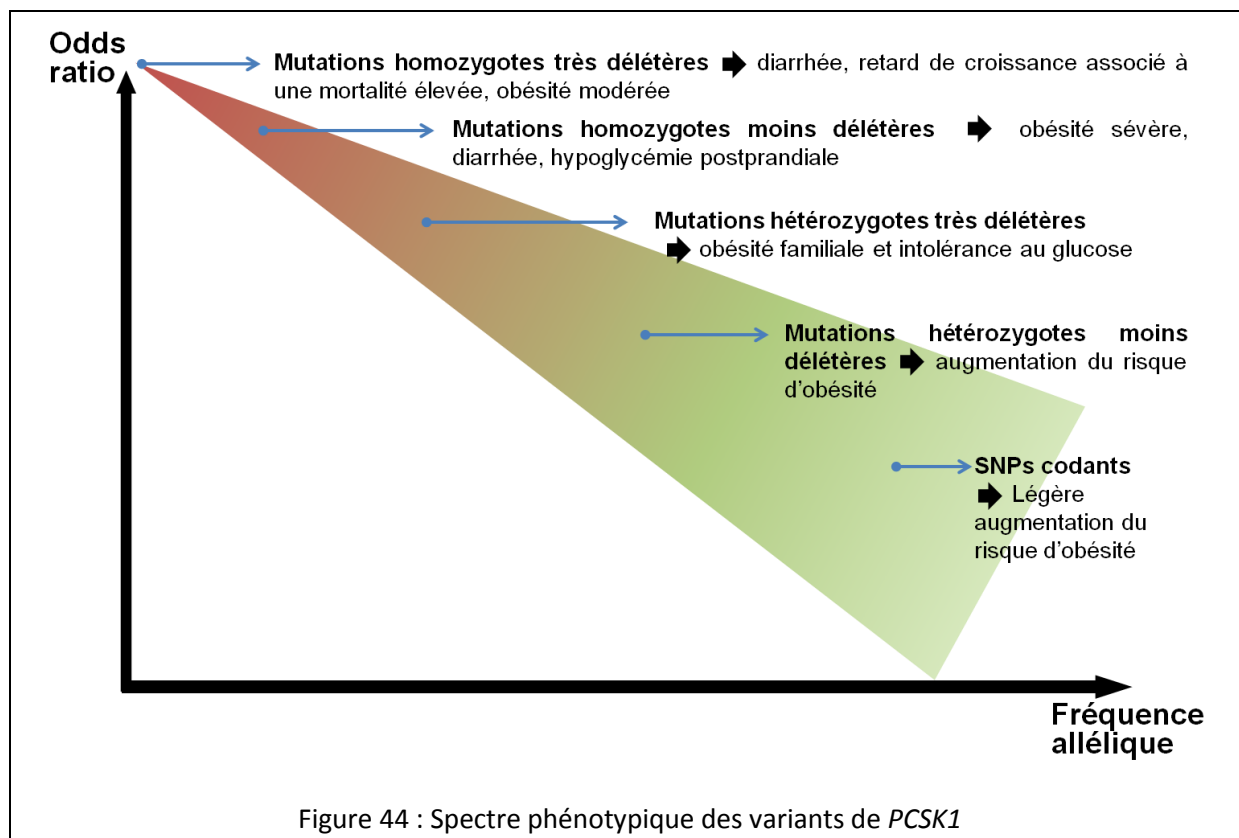 Odds
ratio
Mutations homozygotes très délétères ➡ diarrhée, retard de croissance associé à
une mortalité élevée, obésité modérée
Mutations homozygotes moins délétères ➡ obésité sévère,
diarrhée, hypoglycémie postprandiale
Mutations hétérozygotes très délétères
➡ obésité familiale et intolérance au glucose
Mutations hétérozygotes moins
délétères ➡ augmentation du risque
d'obésité
SNPs codants
➡ Légère
augmentation du
risque d'obésité
Fréquence
allélique
Figure 44 : Spectre phénotypique des variants de PCSK1